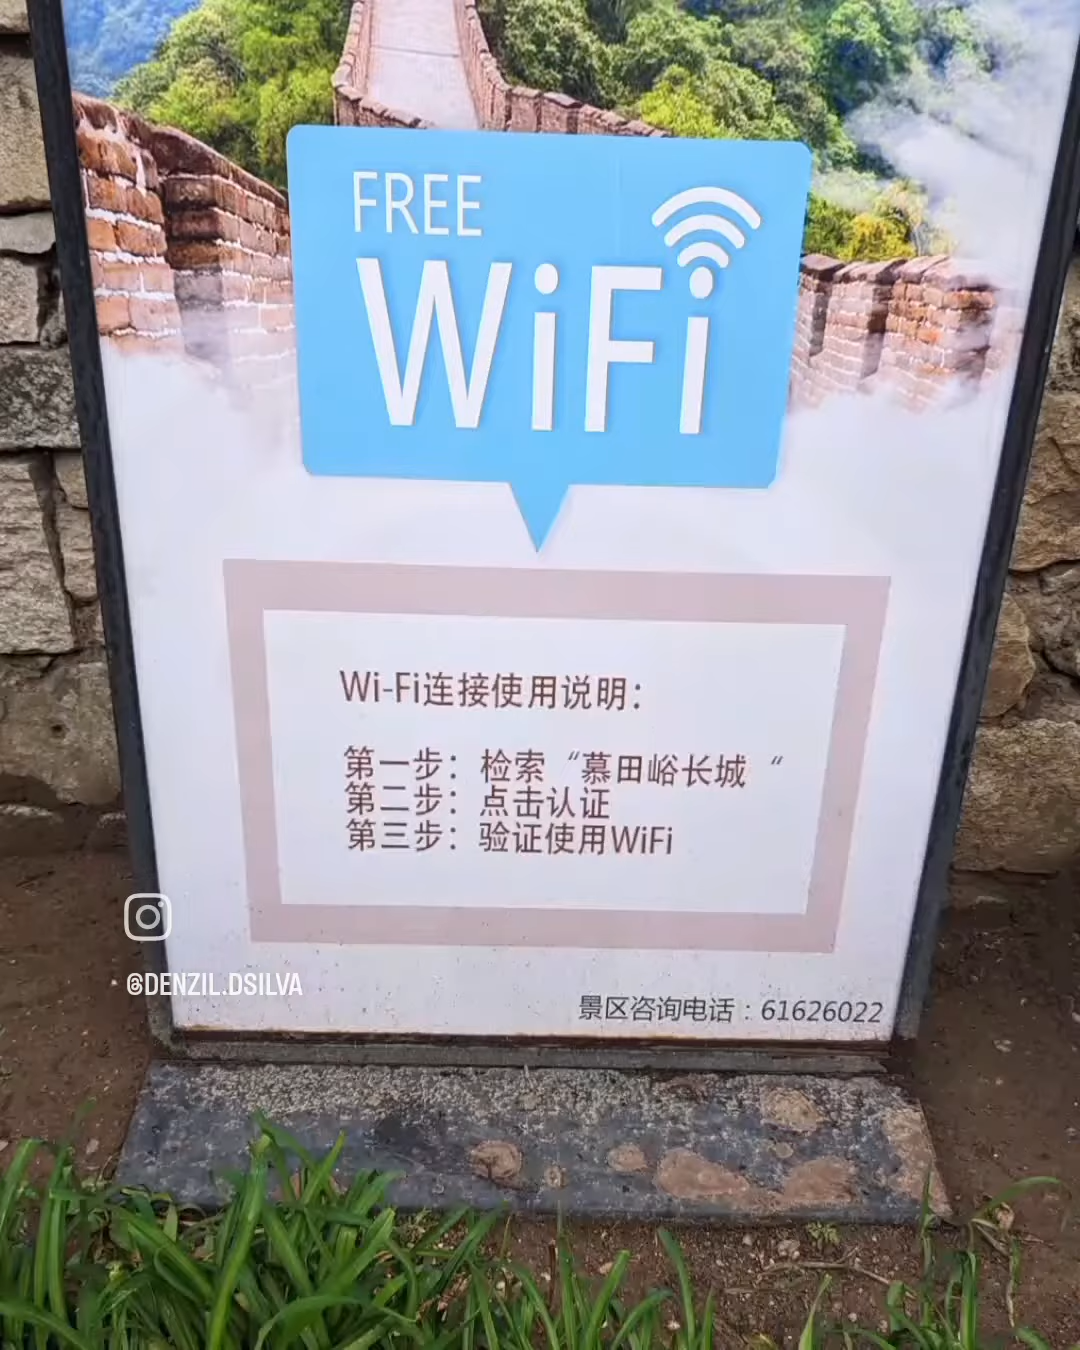 FREE
WiFi
Wi-Fi连接使用说明：
第一步：检索“慕田峪长城“
第二步：点击认证
第三步：验证使用WiFi
@DENZIL.DSILVA
景区咨询电话：61626022